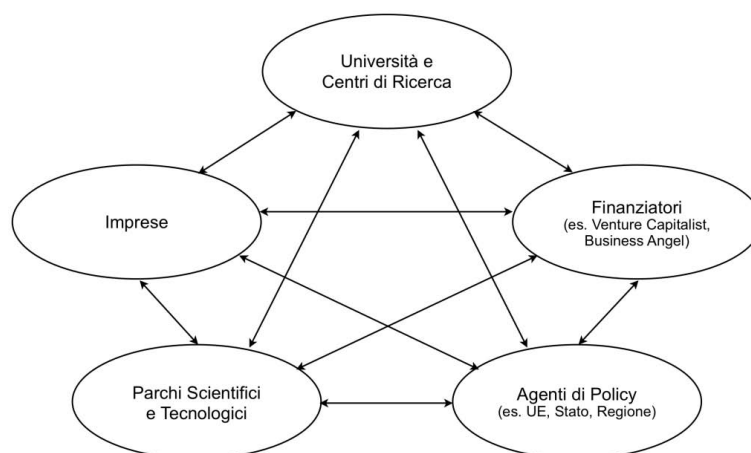 Università e
Centri di Ricerca
Imprese
Finanziatori
(es. Venture Capitalist,
Business Angel)
Parchi Scientifici
e Tecnologici
Agenti di Policy
(es. UE, Stato, Regione)